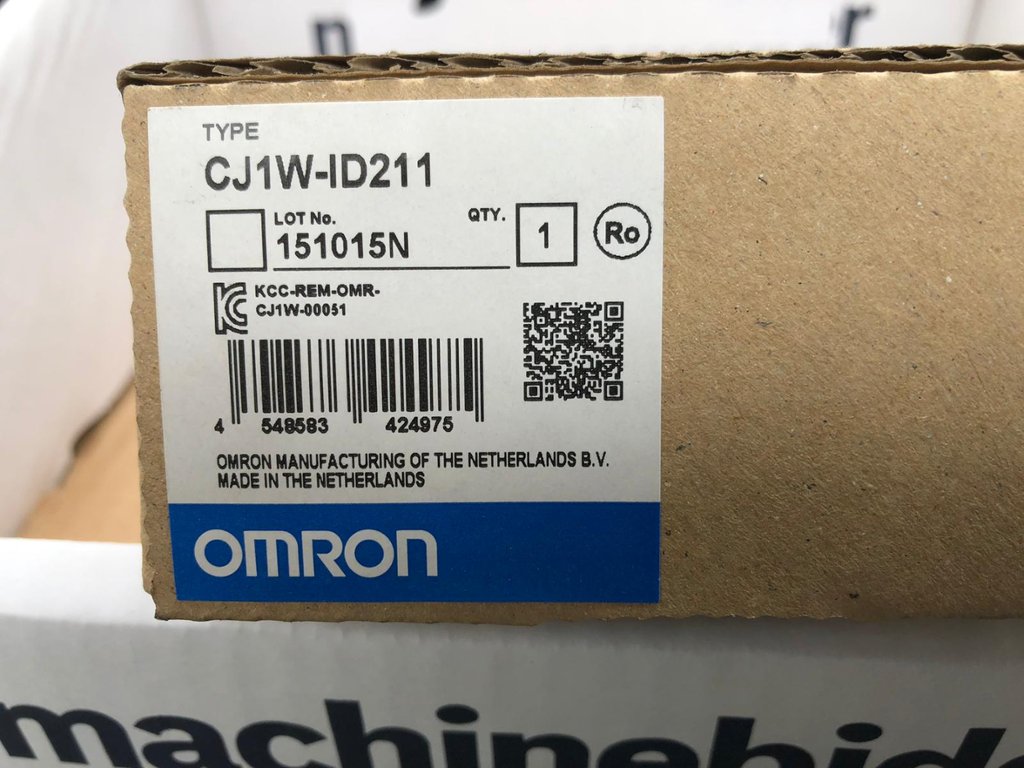 TYPE
CJ1W-ID211
LOT No.
151015N
QTY.
1
Ro
KCC-REM-OMR-
CJ1W-00051
4 548583 424975
OMRON MANUFACTURING OF THE NETHERLANDS B.V.
MADE IN THE NETHERLANDS
OMRON